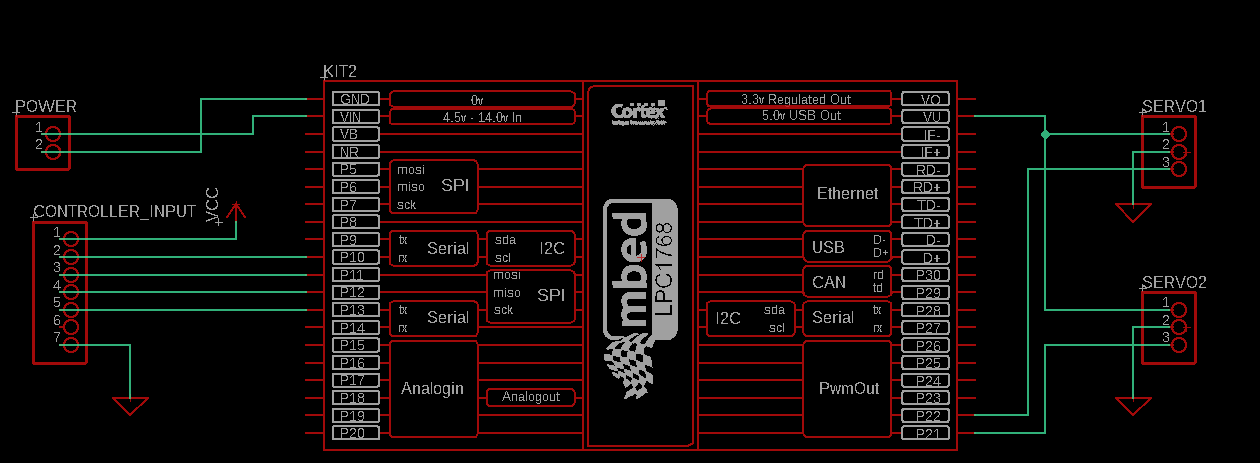 KIT2
POWER
1
2
CONTROLLER_INPUT
VCC
1
2
3
4
5
6
7
GND
VIN
VB
NR
P5
P6
P7
P8
P9
P10
P11
P12
P13
P14
P15
P16
P17
P18
P19
P20
0v
4.5v - 14.0v In
mosi
miso
sck
SPI
tx
rx
Serial
sda
scl
I2C
mosi
miso
sck
SPI
tx
rx
Serial
Analogin
Analogout
Cortex
mbed
LPC1768
3.3v Regulated Out
5.0v USB Out
Ethernet
USB
D-
D+
CAN
rd
td
I2C
sda
scl
Serial
tx
rx
PwmOut
VO
VU
IF-
IF+
RD-
RD+
TD-
TD+
D-
D+
P30
P29
P28
P27
P26
P25
P24
P23
P22
P21
SERVO1
1
2
3
SERVO2
1
2
3